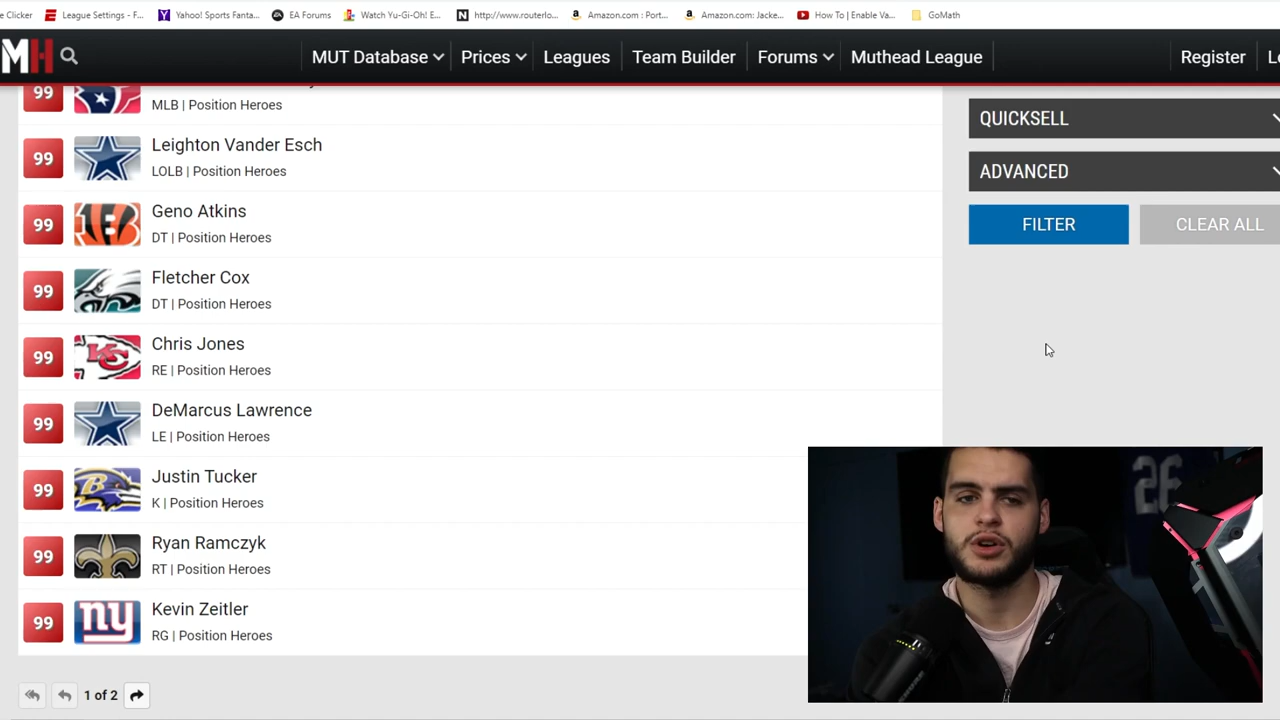 e Clicker League Settings - F... Yahoo! Sports Fanta... EA Forums Watch Yu-Gi-Oh! E... http://www.routerlo... Amazon.com : Port... Amazon.com: Jacke... How To | Enable Va... GoMath
MH MUT Database Prices Leagues Team Builder Forums Muthead League Register
99
MLB | Position Heroes
QUICKSELL
99 Leighton Vander Esch
LOLB | Position Heroes
ADVANCED
99 Geno Atkins
DT | Position Heroes
FILTER CLEAR ALL
99 Fletcher Cox
DT | Position Heroes
99 Chris Jones
RE | Position Heroes
99 DeMarcus Lawrence
LE | Position Heroes
99 Justin Tucker
K | Position Heroes
99 Ryan Ramczyk
RT | Position Heroes
99 ny Kevin Zeitler
RG | Position Heroes
1 of 2
26